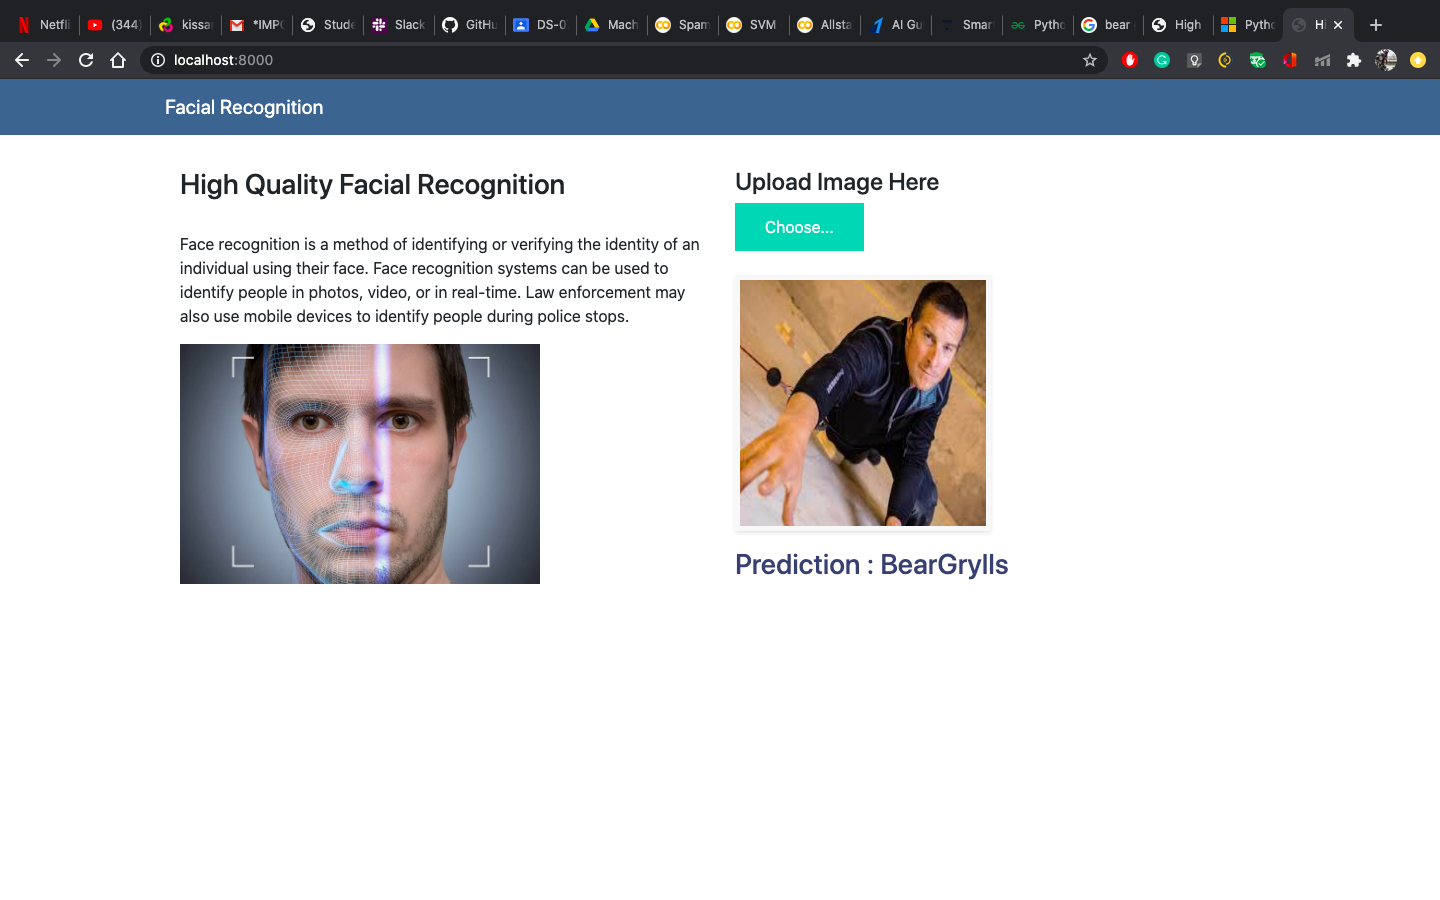 Netfli
(344)
kissa
*IMPO
Stude
Slack
GitHu
DS-0
Mach
Spam
SVM
Allsta
AI Gu
Smar
Pytho
bear
High
Pytho
Hi
localhost:8000
Facial Recognition
High Quality Facial Recognition
Face recognition is a method of identifying or verifying the identity of an
individual using their face. Face recognition systems can be used to
identify people in photos, video, or in real-time. Law enforcement may
also use mobile devices to identify people during police stops.
Upload Image Here
Choose...
Prediction : BearGrylls